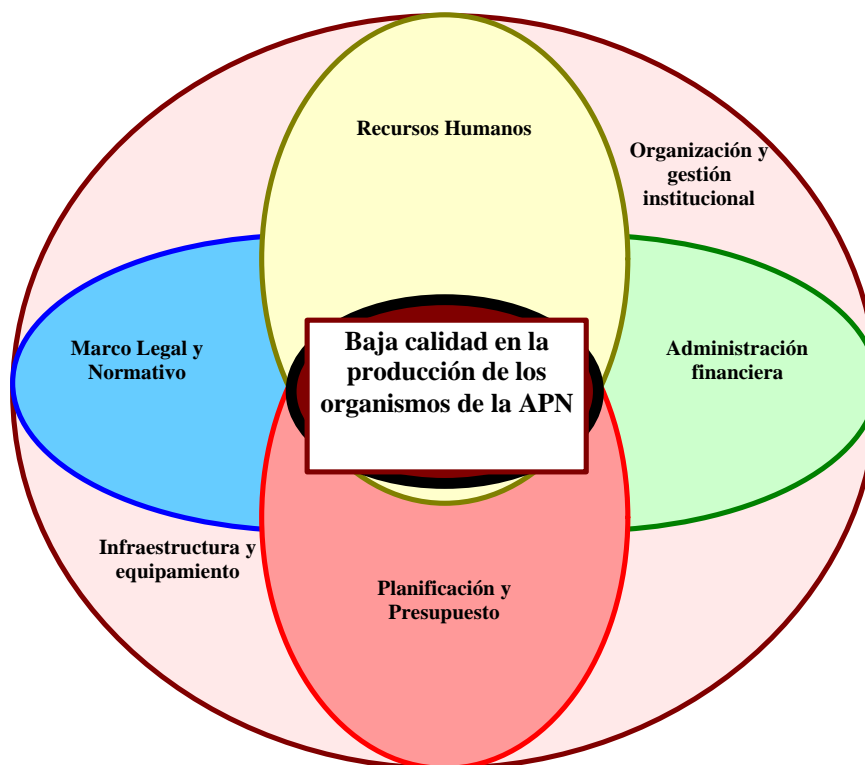 Recursos Humanos
Organización y
gestión
institucional
Marco Legal y
Normativo
Baja calidad en la
producción de los
organismos de la APN
Administración
financiera
Infraestructura y
equipamiento
Planificación y
Presupuesto